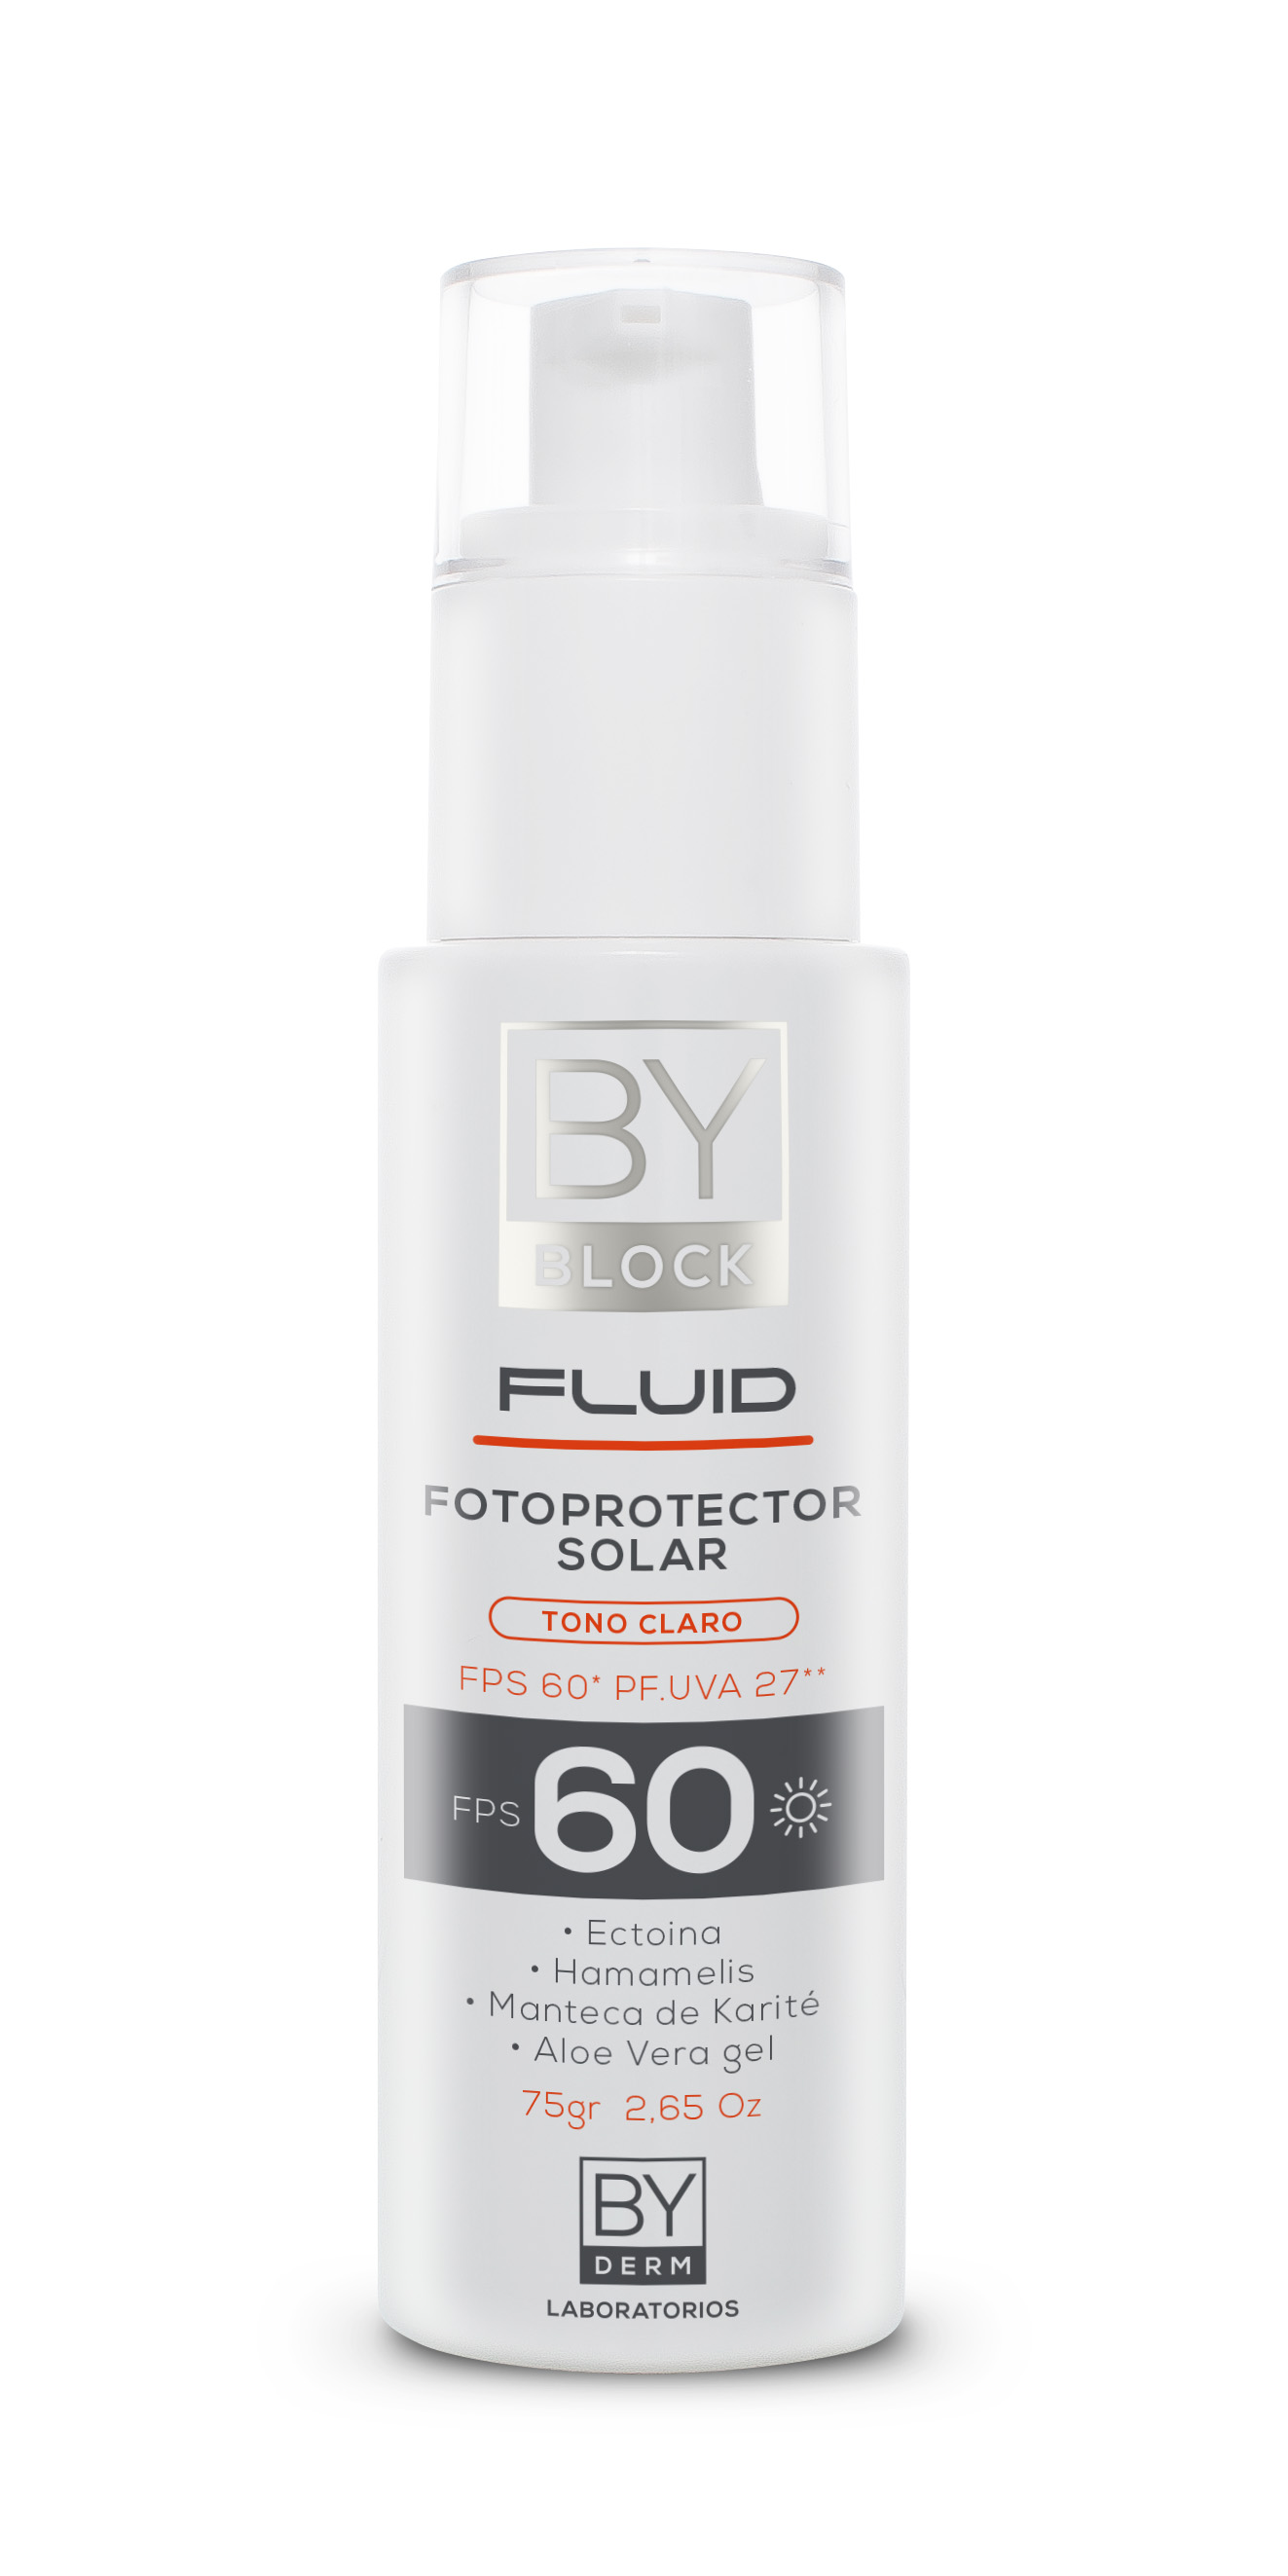 BY
BLOCK
FLUID
FOTOPROTECTOR
SOLAR
TONO CLARO
FPS 60* PF.UVA 27**
FPS 60
• Ectoina
• Hamamelis
• Manteca de Karité
• Aloe Vera gel
75gr 2,65 Oz
BY
DERM
LABORATORIOS